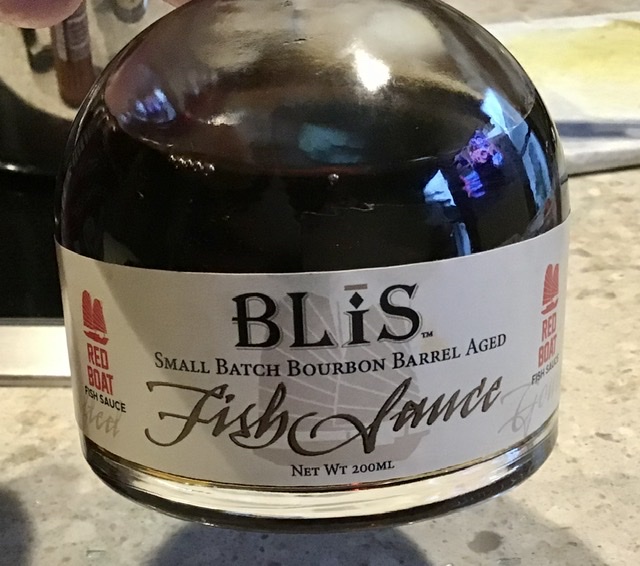 BLiS™
SMALL BATCH BOURBON BARREL AGED
Fish Sauce
NET WT 200ML
RED
BOAT
FISH SAUCE
RED
BOAT
FISH SAUCE